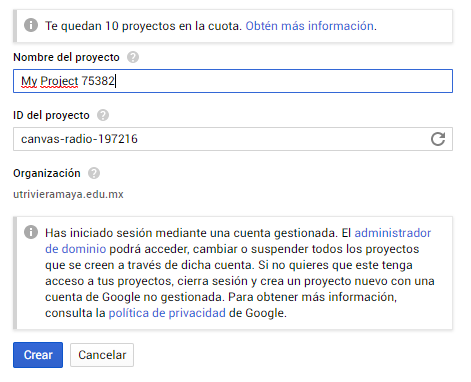 Te quedan 10 proyectos en la cuota. Obtén más información.
Nombre del proyecto
My Project 75382
ID del proyecto
canvas-radio-197216
Organización
utrivieramaya.edu.mx
Has iniciado sesión mediante una cuenta gestionada. El administrador
de dominio podrá acceder, cambiar o suspender todos los proyectos
que se creen a través de dicha cuenta. Si no quieres que este tenga
acceso a tus proyectos, cierra sesión y crea un proyecto nuevo con una
cuenta de Google no gestionada. Para obtener más información,
consulta la política de privacidad de Google.
Crear Cancelar